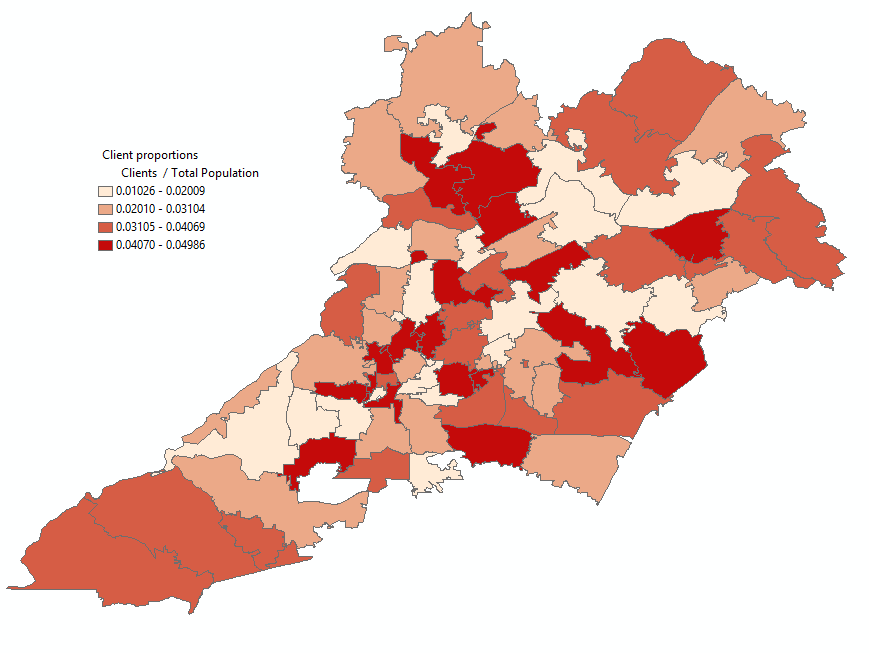 Client proportions
Clients / Total Population
0.01026 - 0.02009
0.02010 - 0.03104
0.03105 - 0.04069
0.04070 - 0.04986